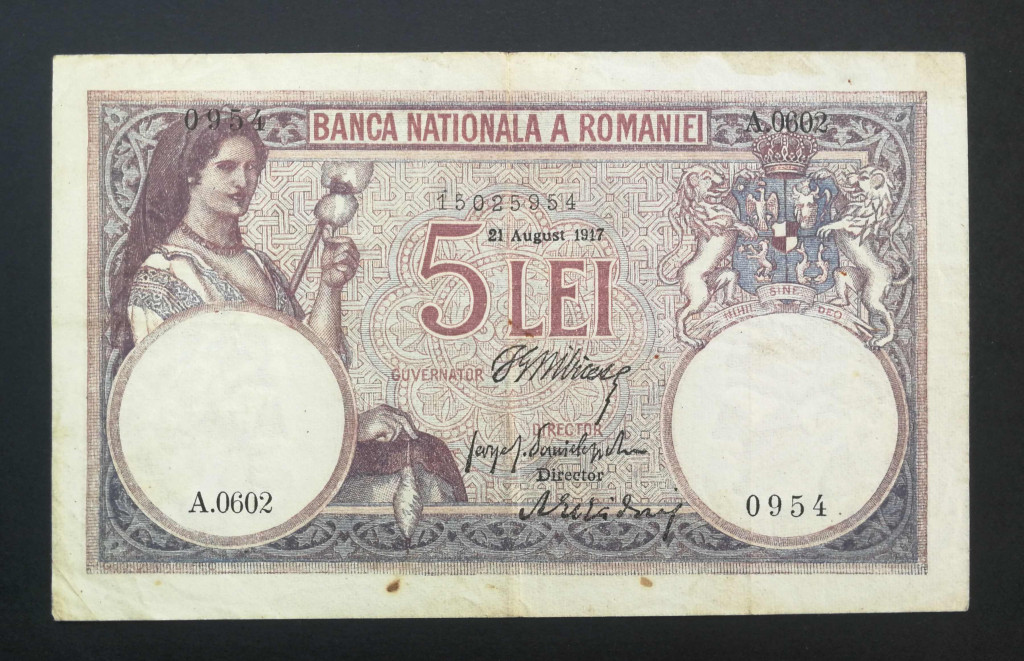 0954
BANCA NATIONALA A ROMANIEI
A.0602
15025954
21 August 1917
5 LEI
NIHIL SINE DEO
GUVERNATOR
DIRECTOR
Director
A.0602
0954